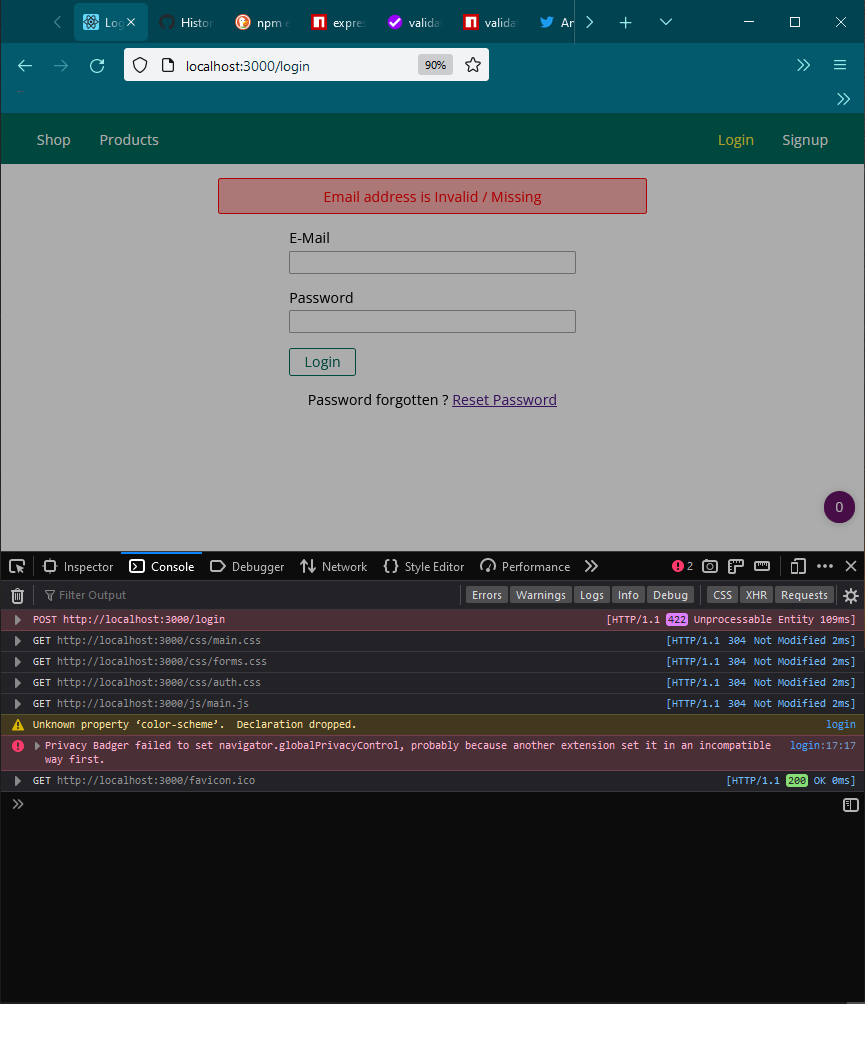 Log
Histor
npm e
expre
valida
valida
An
localhost:3000/login
90%
Shop
Products
Login
Signup
Email address is Invalid / Missing
E-Mail
Password
Login
Password forgotten ? Reset Password
0
Inspector
Console
Debugger
Network
Style Editor
Performance
2
Filter Output
Errors
Warnings
Logs
Info
Debug
CSS
XHR
Requests
POST http://localhost:3000/login [HTTP/1.1 422 Unprocessable Entity 109ms]
GET http://localhost:3000/css/main.css [HTTP/1.1 304 Not Modified 2ms]
GET http://localhost:3000/css/forms.css [HTTP/1.1 304 Not Modified 2ms]
GET http://localhost:3000/css/auth.css [HTTP/1.1 304 Not Modified 2ms]
GET http://localhost:3000/js/main.js [HTTP/1.1 304 Not Modified 2ms]
Unknown property ‘color-scheme’. Declaration dropped. login
Privacy Badger failed to set navigator.globalPrivacyControl, probably because another extension set it in an incompatible login:17:17
way first.
GET http://localhost:3000/favicon.ico [HTTP/1.1 200 OK 0ms]